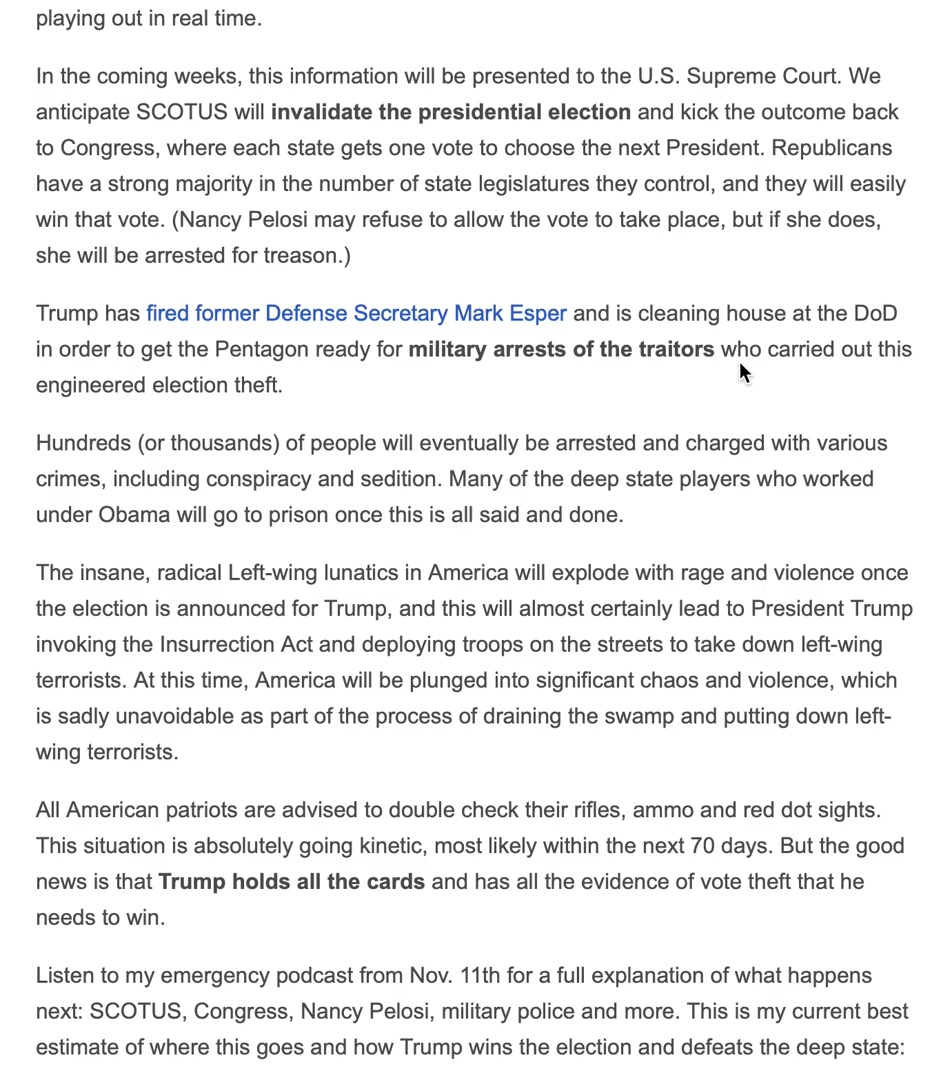 playing out in real time.
In the coming weeks, this information will be presented to the U.S. Supreme Court. We
anticipate SCOTUS will invalidate the presidential election and kick the outcome back
to Congress, where each state gets one vote to choose the next President. Republicans
have a strong majority in the number of state legislatures they control, and they will easily
win that vote. (Nancy Pelosi may refuse to allow the vote to take place, but if she does,
she will be arrested for treason.)
Trump has fired former Defense Secretary Mark Esper and is cleaning house at the DoD
in order to get the Pentagon ready for military arrests of the traitors who carried out this
engineered election theft.
Hundreds (or thousands) of people will eventually be arrested and charged with various
crimes, including conspiracy and sedition. Many of the deep state players who worked
under Obama will go to prison once this is all said and done.
The insane, radical Left-wing lunatics in America will explode with rage and violence once
the election is announced for Trump, and this will almost certainly lead to President Trump
invoking the Insurrection Act and deploying troops on the streets to take down left-wing
terrorists. At this time, America will be plunged into significant chaos and violence, which
is sadly unavoidable as part of the process of draining the swamp and putting down left-
wing terrorists.
All American patriots are advised to double check their rifles, ammo and red dot sights.
This situation is absolutely going kinetic, most likely within the next 70 days. But the good
news is that Trump holds all the cards and has all the evidence of vote theft that he
needs to win.
Listen to my emergency podcast from Nov. 11th for a full explanation of what happens
next: SCOTUS, Congress, Nancy Pelosi, military police and more. This is my current best
estimate of where this goes and how Trump wins the election and defeats the deep state: